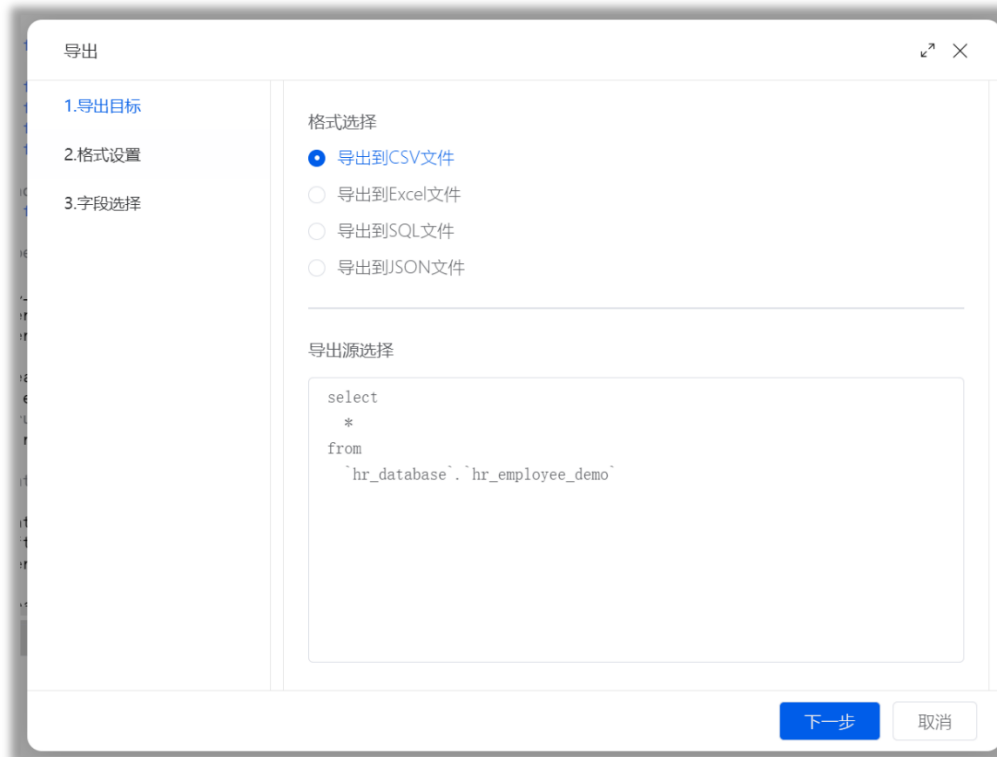 导出
1.导出目标
2.格式设置
3.字段选择
格式选择
导出到CSV文件
导出到Excel文件
导出到SQL文件
导出到JSON文件
导出源选择
select
*
from
`hr_database`.`hr_employee_demo`
下一步
取消